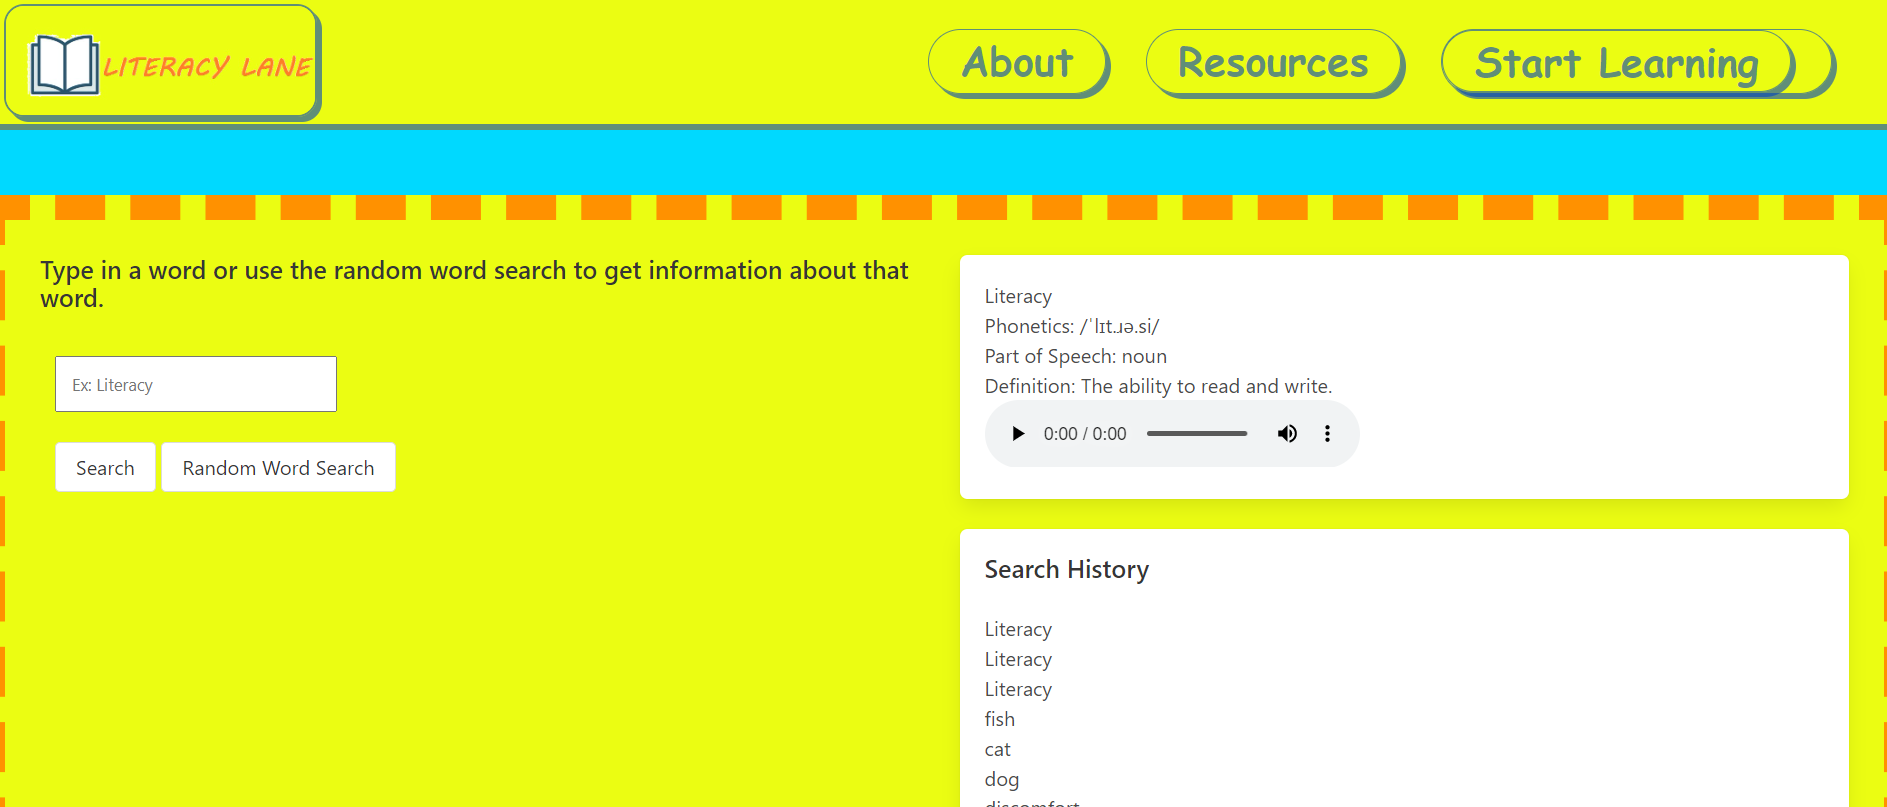 LITERACY LANE
About
Resources
Start Learning
Type in a word or use the random word search to get information about that
word.
Ex: Literacy
Search
Random Word Search
Literacy
Phonetics: /ˈlɪt.ɹə.si/
Part of Speech: noun
Definition: The ability to read and write.
0:00 / 0:00
Search History
Literacy
Literacy
Literacy
fish
cat
dog
discomfort